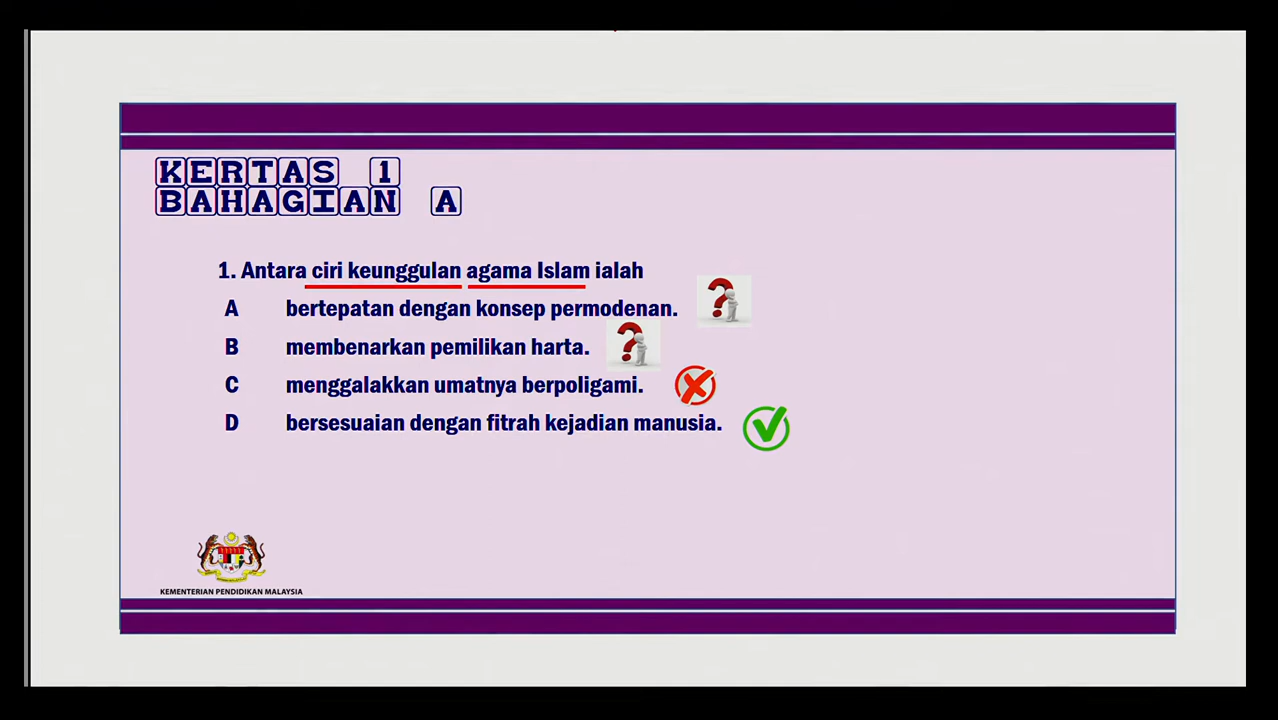 KERTAS 1
BAHAGIAN A
1. Antara ciri keunggulan agama Islam ialah
A bertepatan dengan konsep permodenan.
B membenarkan pemilikan harta.
C menggalakkan umatnya berpoligami.
D bersesuaian dengan fitrah kejadian manusia.
KEMENTERIAN PENDIDIKAN MALAYSIA